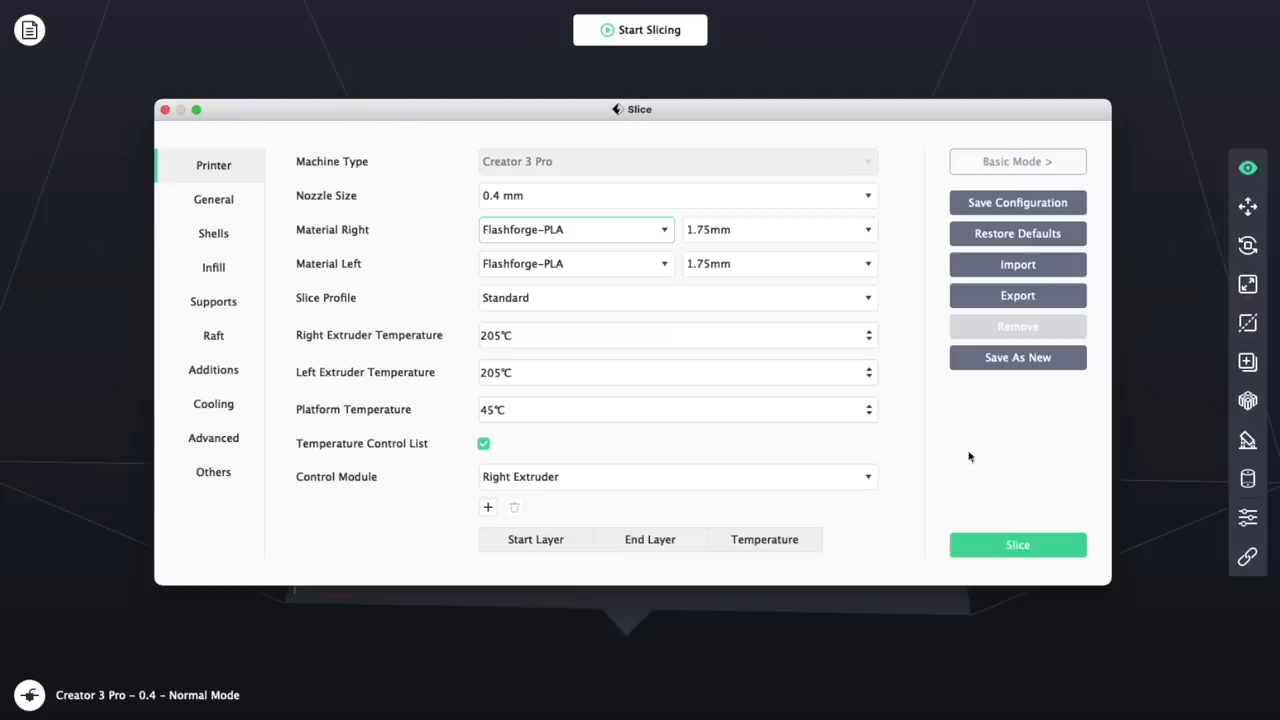 Start Slicing
Slice
Printer
General
Shells
Infill
Supports
Raft
Additions
Cooling
Advanced
Others
Machine Type Creator 3 Pro
Nozzle Size 0.4 mm
Material Right Flashforge-PLA 1.75mm
Material Left Flashforge-PLA 1.75mm
Slice Profile Standard
Right Extruder Temperature 205℃
Left Extruder Temperature 205℃
Platform Temperature 45℃
Temperature Control List
Control Module Right Extruder
Start Layer End Layer Temperature
Basic Mode >
Save Configuration
Restore Defaults
Import
Export
Remove
Save As New
Slice
Creator 3 Pro - 0.4 - Normal Mode